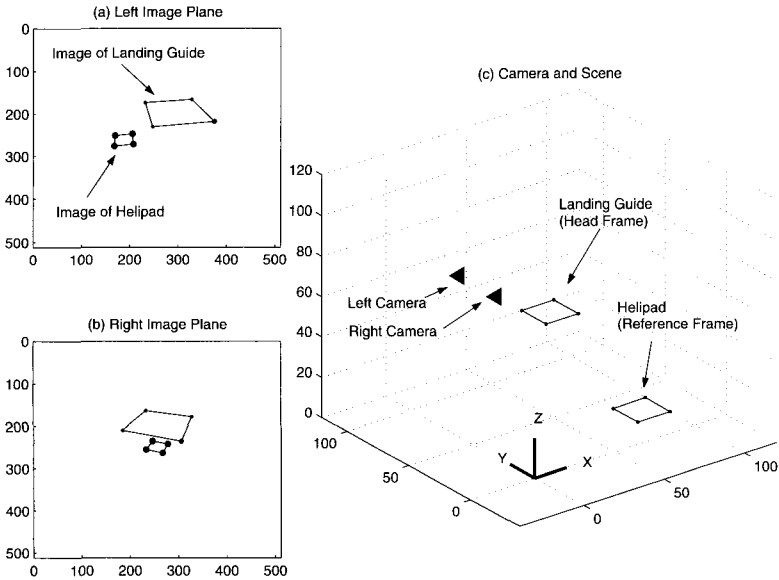 (a) Left Image Plane
0
100
200
300
400
500
0 100 200 300 400 500
Image of Landing Guide
Image of Helipad
(b) Right Image Plane
0
100
200
300
400
500
0 100 200 300 400 500
(c) Camera and Scene
120
100
80
60
40
20
0
100
50
0
0
50
100
Landing Guide
(Head Frame)
Left Camera
Right Camera
Helipad
(Reference Frame)
Z
Y
X